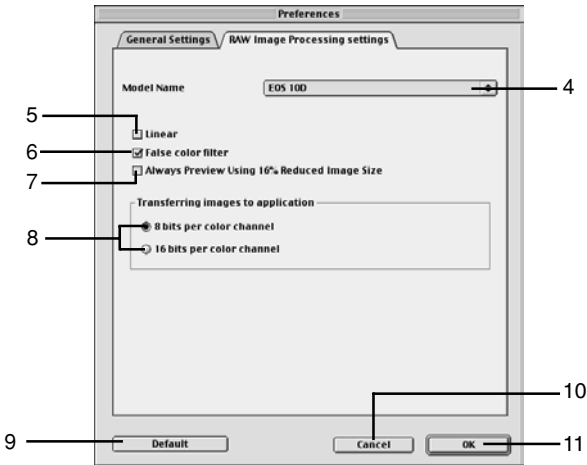 Preferences
General Settings RAW Image Processing settings
Model Name EOS 10D 4
5 Linear
6 False color filter
7 Always Preview Using 16% Reduced Image Size
Transferring images to application
8 8 bits per color channel
16 bits per color channel
10
9 Default Cancel OK 11